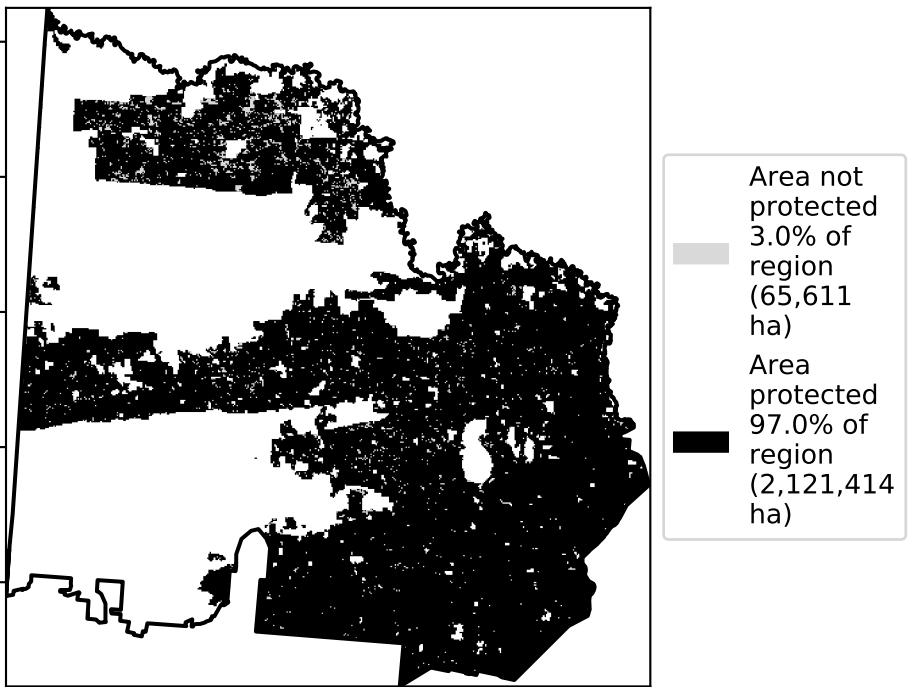 Area not
protected
3.0% of
region
(65,611
ha)
Area
protected
97.0% of
region
(2,121,414
ha)